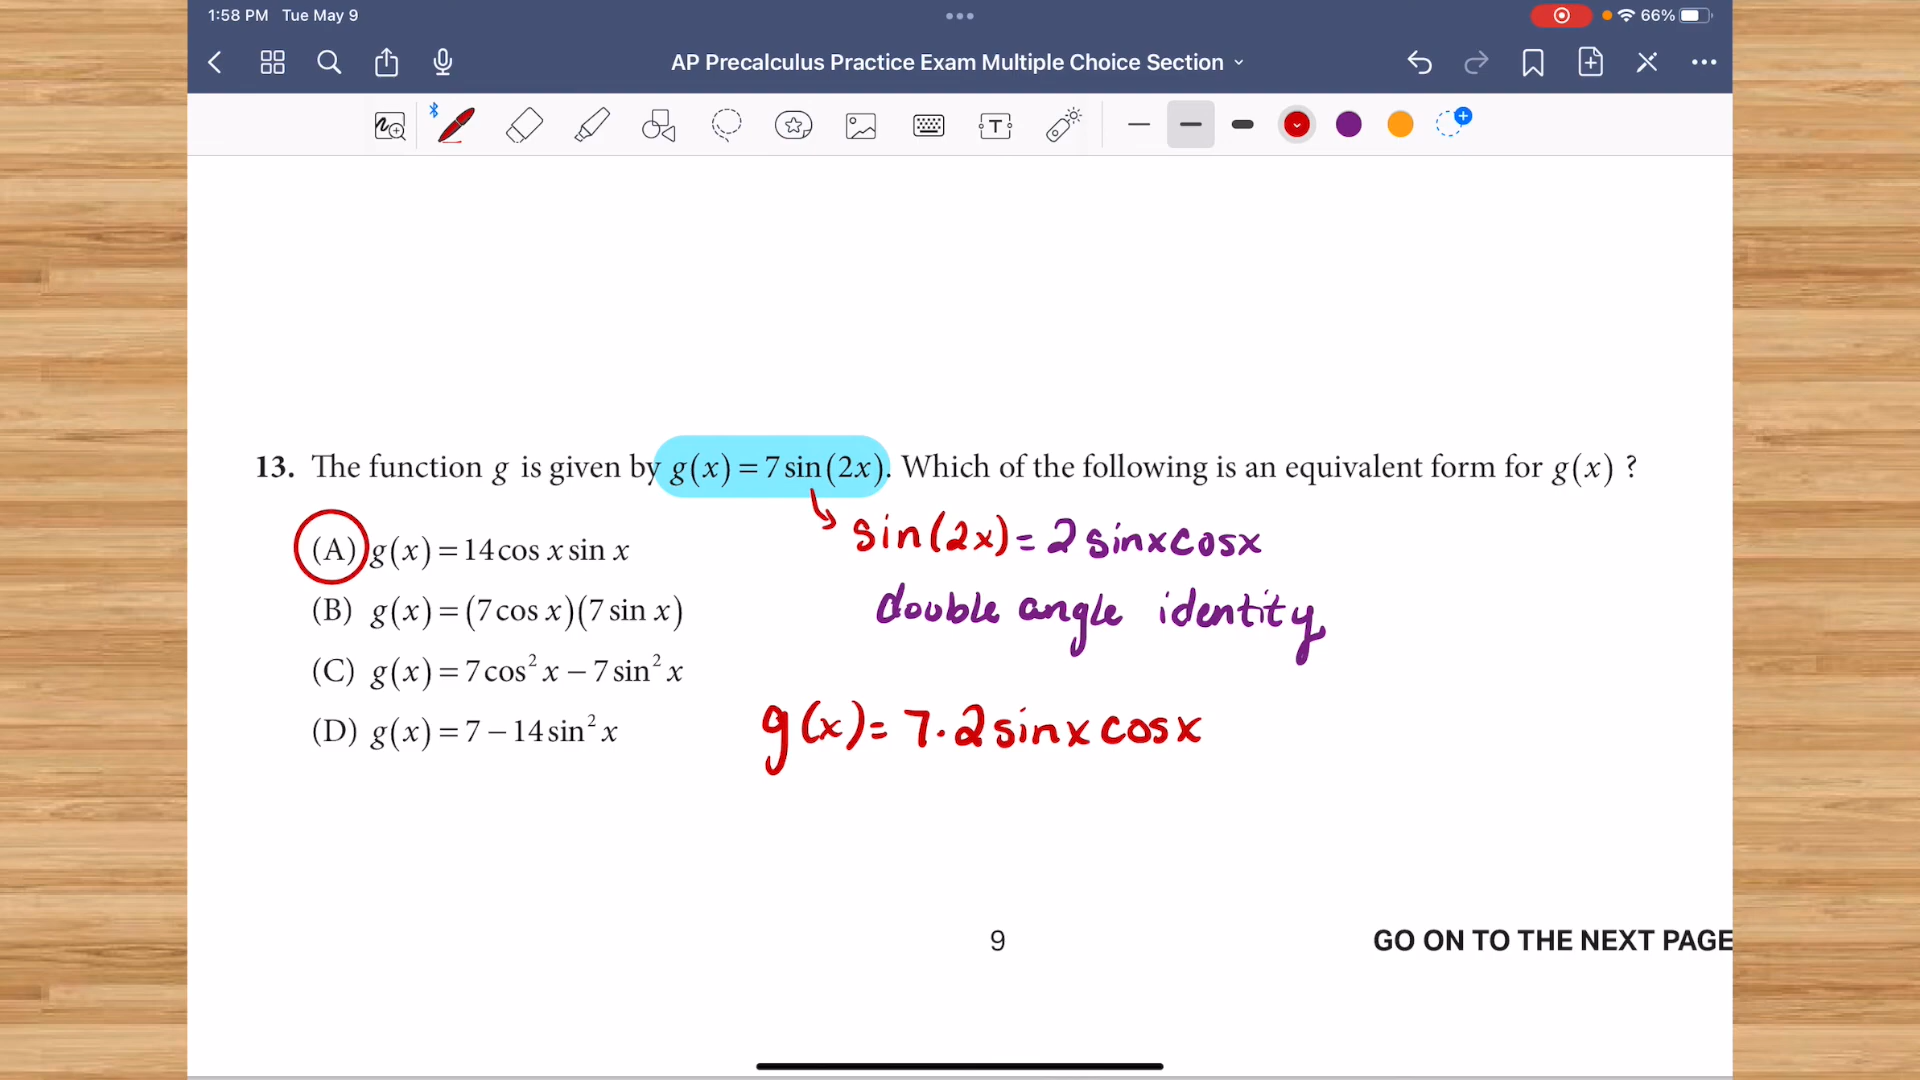 1:58 PM Tue May 9
66%
AP Precalculus Practice Exam Multiple Choice Section
T
13. The function g is given by g(x) = 7 sin(2x). Which of the following is an equivalent form for g(x) ?
sin(2x) = 2 sinx cosx
(A) g(x) = 14 cos x sin x
double angle identity
(B) g(x) = (7 cos x)(7 sin x)
(C) g(x) = 7 cos² x − 7 sin² x
g(x) = 7·2 sinx cosx
(D) g(x) = 7 − 14 sin² x
9
GO ON TO THE NEXT PAGE